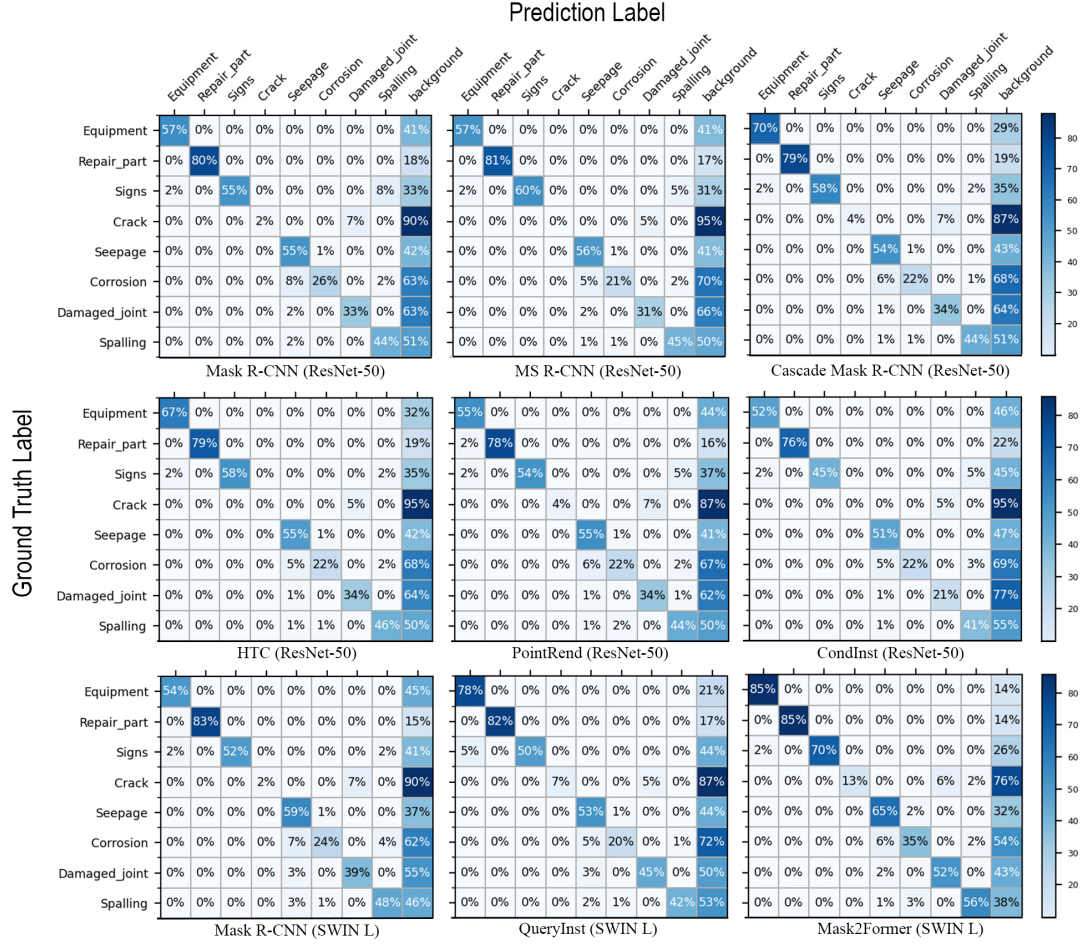 Prediction Label
Equipment Repair_part Signs Crack Seepage Corrosion Damaged_joint Spalling background
Equipment Repair_part Signs Crack Seepage Corrosion Damaged_joint Spalling background
Equipment Repair_part Signs Crack Seepage Corrosion Damaged_joint Spalling background
Ground Truth Label
Equipment 57% 0% 0% 0% 0% 0% 0% 0% 41%
Repair_part 0% 80% 0% 0% 0% 0% 0% 0% 18%
Signs 2% 0% 55% 0% 0% 0% 0% 8% 33%
Crack 0% 0% 0% 2% 0% 0% 7% 0% 90%
Seepage 0% 0% 0% 0% 55% 1% 0% 0% 42%
Corrosion 0% 0% 0% 0% 8% 26% 0% 2% 63%
Damaged_joint 0% 0% 0% 0% 2% 0% 33% 0% 63%
Spalling 0% 0% 0% 0% 2% 0% 0% 44% 51%
Mask R-CNN (ResNet-50)
57% 0% 0% 0% 0% 0% 0% 0% 41%
0% 81% 0% 0% 0% 0% 0% 0% 17%
2% 0% 60% 0% 0% 0% 0% 5% 31%
0% 0% 0% 0% 0% 0% 5% 0% 95%
0% 0% 0% 0% 56% 1% 0% 0% 41%
0% 0% 0% 0% 5% 21% 0% 2% 70%
0% 0% 0% 0% 2% 0% 31% 0% 66%
0% 0% 0% 0% 1% 1% 0% 45% 50%
MS R-CNN (ResNet-50)
70% 0% 0% 0% 0% 0% 0% 0% 29%
0% 79% 0% 0% 0% 0% 0% 0% 19%
2% 0% 58% 0% 0% 0% 0% 2% 35%
0% 0% 0% 4% 0% 0% 7% 0% 87%
0% 0% 0% 0% 54% 1% 0% 0% 43%
0% 0% 0% 0% 6% 22% 0% 1% 68%
0% 0% 0% 0% 1% 0% 34% 0% 64%
0% 0% 0% 0% 1% 1% 0% 44% 51%
Cascade Mask R-CNN (ResNet-50)
80
70
60
50
40
30
20
Equipment 67% 0% 0% 0% 0% 0% 0% 0% 32%
Repair_part 0% 79% 0% 0% 0% 0% 0% 0% 19%
Signs 2% 0% 58% 0% 0% 0% 0% 2% 35%
Crack 0% 0% 0% 0% 0% 0% 5% 0% 95%
Seepage 0% 0% 0% 0% 55% 1% 0% 0% 42%
Corrosion 0% 0% 0% 0% 5% 22% 0% 2% 68%
Damaged_joint 0% 0% 0% 0% 1% 0% 34% 0% 64%
Spalling 0% 0% 0% 0% 1% 1% 0% 46% 50%
HTC (ResNet-50)
55% 0% 0% 0% 0% 0% 0% 0% 44%
2% 78% 0% 0% 0% 0% 0% 0% 16%
2% 0% 54% 0% 0% 0% 0% 5% 37%
0% 0% 0% 4% 0% 0% 7% 0% 87%
0% 0% 0% 0% 55% 1% 0% 0% 41%
0% 0% 0% 0% 6% 22% 0% 2% 67%
0% 0% 0% 0% 1% 0% 34% 1% 62%
0% 0% 0% 0% 1% 2% 0% 44% 50%
PointRend (ResNet-50)
52% 0% 0% 0% 0% 0% 0% 0% 46%
0% 76% 0% 0% 0% 0% 0% 0% 22%
2% 0% 45% 0% 0% 0% 0% 5% 45%
0% 0% 0% 0% 0% 0% 5% 0% 95%
0% 0% 0% 0% 51% 0% 0% 0% 47%
0% 0% 0% 0% 5% 22% 0% 3% 69%
0% 0% 0% 0% 1% 0% 21% 0% 77%
0% 0% 0% 0% 1% 0% 0% 41% 55%
CondInst (ResNet-50)
80
70
60
50
40
30
20
10
Equipment 54% 0% 0% 0% 0% 0% 0% 0% 45%
Repair_part 0% 83% 0% 0% 0% 0% 0% 0% 15%
Signs 2% 0% 52% 0% 0% 0% 0% 2% 41%
Crack 0% 0% 0% 2% 0% 0% 7% 0% 90%
Seepage 0% 0% 0% 0% 59% 1% 0% 0% 37%
Corrosion 0% 0% 0% 0% 7% 24% 0% 4% 62%
Damaged_joint 0% 0% 0% 0% 3% 0% 39% 0% 55%
Spalling 0% 0% 0% 0% 3% 1% 0% 48% 46%
Mask R-CNN (SWIN L)
78% 0% 0% 0% 0% 0% 0% 0% 21%
0% 82% 0% 0% 0% 0% 0% 0% 17%
5% 0% 50% 0% 0% 0% 0% 0% 44%
0% 0% 0% 7% 0% 0% 5% 0% 87%
0% 0% 0% 0% 53% 1% 0% 0% 44%
0% 0% 0% 0% 5% 20% 0% 1% 72%
0% 0% 0% 0% 3% 0% 45% 0% 50%
0% 0% 0% 0% 2% 1% 0% 42% 53%
QueryInst (SWIN L)
85% 0% 0% 0% 0% 0% 0% 0% 14%
0% 85% 0% 0% 0% 0% 0% 0% 14%
2% 0% 70% 0% 0% 0% 0% 0% 26%
0% 0% 0% 13% 0% 0% 6% 2% 76%
0% 0% 0% 0% 65% 2% 0% 0% 32%
0% 0% 0% 0% 6% 35% 0% 2% 54%
0% 0% 0% 0% 2% 0% 52% 0% 43%
0% 0% 0% 0% 1% 3% 0% 56% 38%
Mask2Former (SWIN L)
80
70
60
50
40
30
20